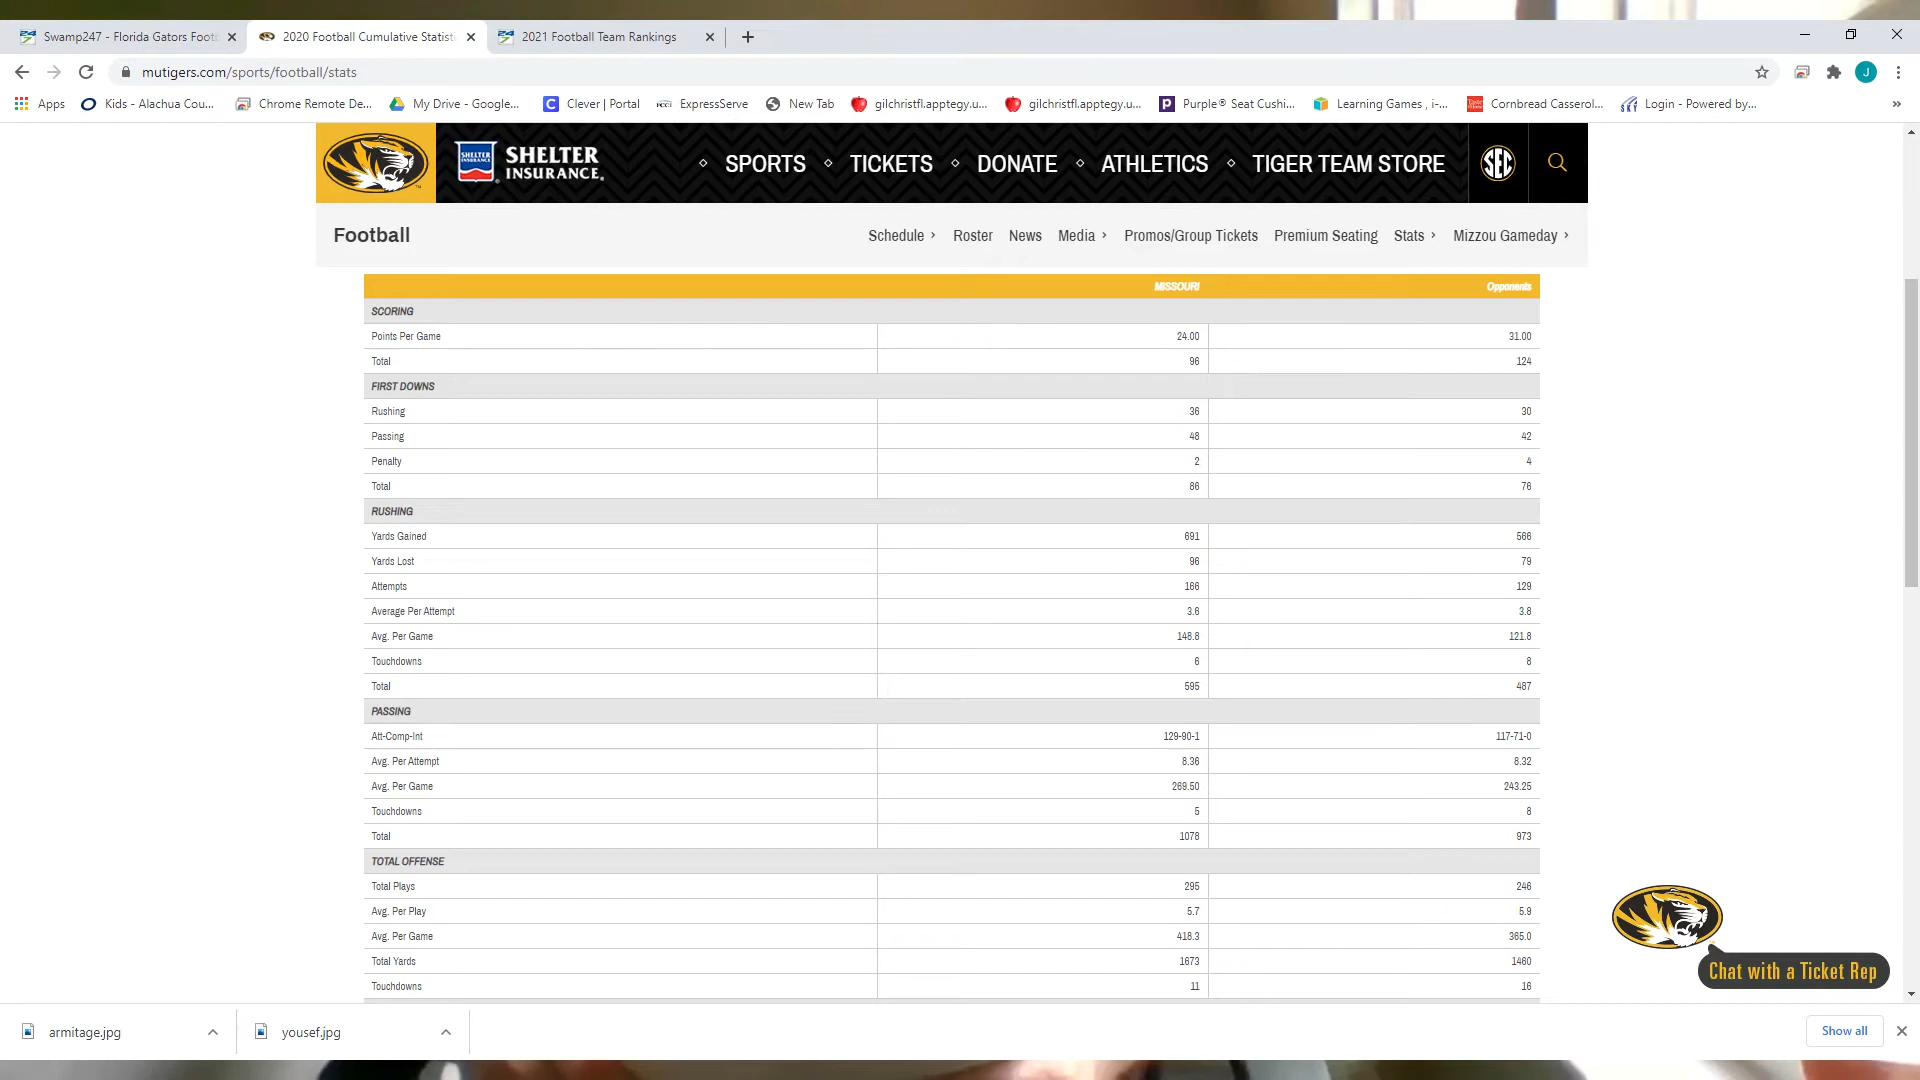 Swamp247 - Florida Gators Footb
2020 Football Cumulative Statist
2021 Football Team Rankings
mutigers.com/sports/football/stats
J
Apps
Kids - Alachua Cou...
Chrome Remote De...
My Drive - Google...
Clever | Portal
ExpressServe
New Tab
gilchristfl.apptegy.u...
gilchristfl.apptegy.u...
Purple® Seat Cushi...
Learning Games , i-...
Cornbread Casserol...
Login - Powered by...
SHELTER INSURANCE
SHELTER
INSURANCE®
SPORTS
TICKETS
DONATE
ATHLETICS
TIGER TEAM STORE
SEC
Football
Schedule
Roster
News
Media
Promos/Group Tickets
Premium Seating
Stats
Mizzou Gameday
MISSOURI Opponents
SCORING
Points Per Game 24.00 31.00
Total 96 124
FIRST DOWNS
Rushing 36 30
Passing 48 42
Penalty 2 4
Total 86 76
RUSHING
Yards Gained 691 566
Yards Lost 96 79
Attempts 166 129
Average Per Attempt 3.6 3.8
Avg. Per Game 148.8 121.8
Touchdowns 6 8
Total 595 487
PASSING
Att-Comp-Int 129-90-1 117-71-0
Avg. Per Attempt 8.36 8.32
Avg. Per Game 269.50 243.25
Touchdowns 5 8
Total 1078 973
TOTAL OFFENSE
Total Plays 295 246
Avg. Per Play 5.7 5.9
Avg. Per Game 418.3 365.0
Total Yards 1673 1460
Touchdowns 11 16
Chat with a Ticket Rep
armitage.jpg
yousef.jpg
Show all